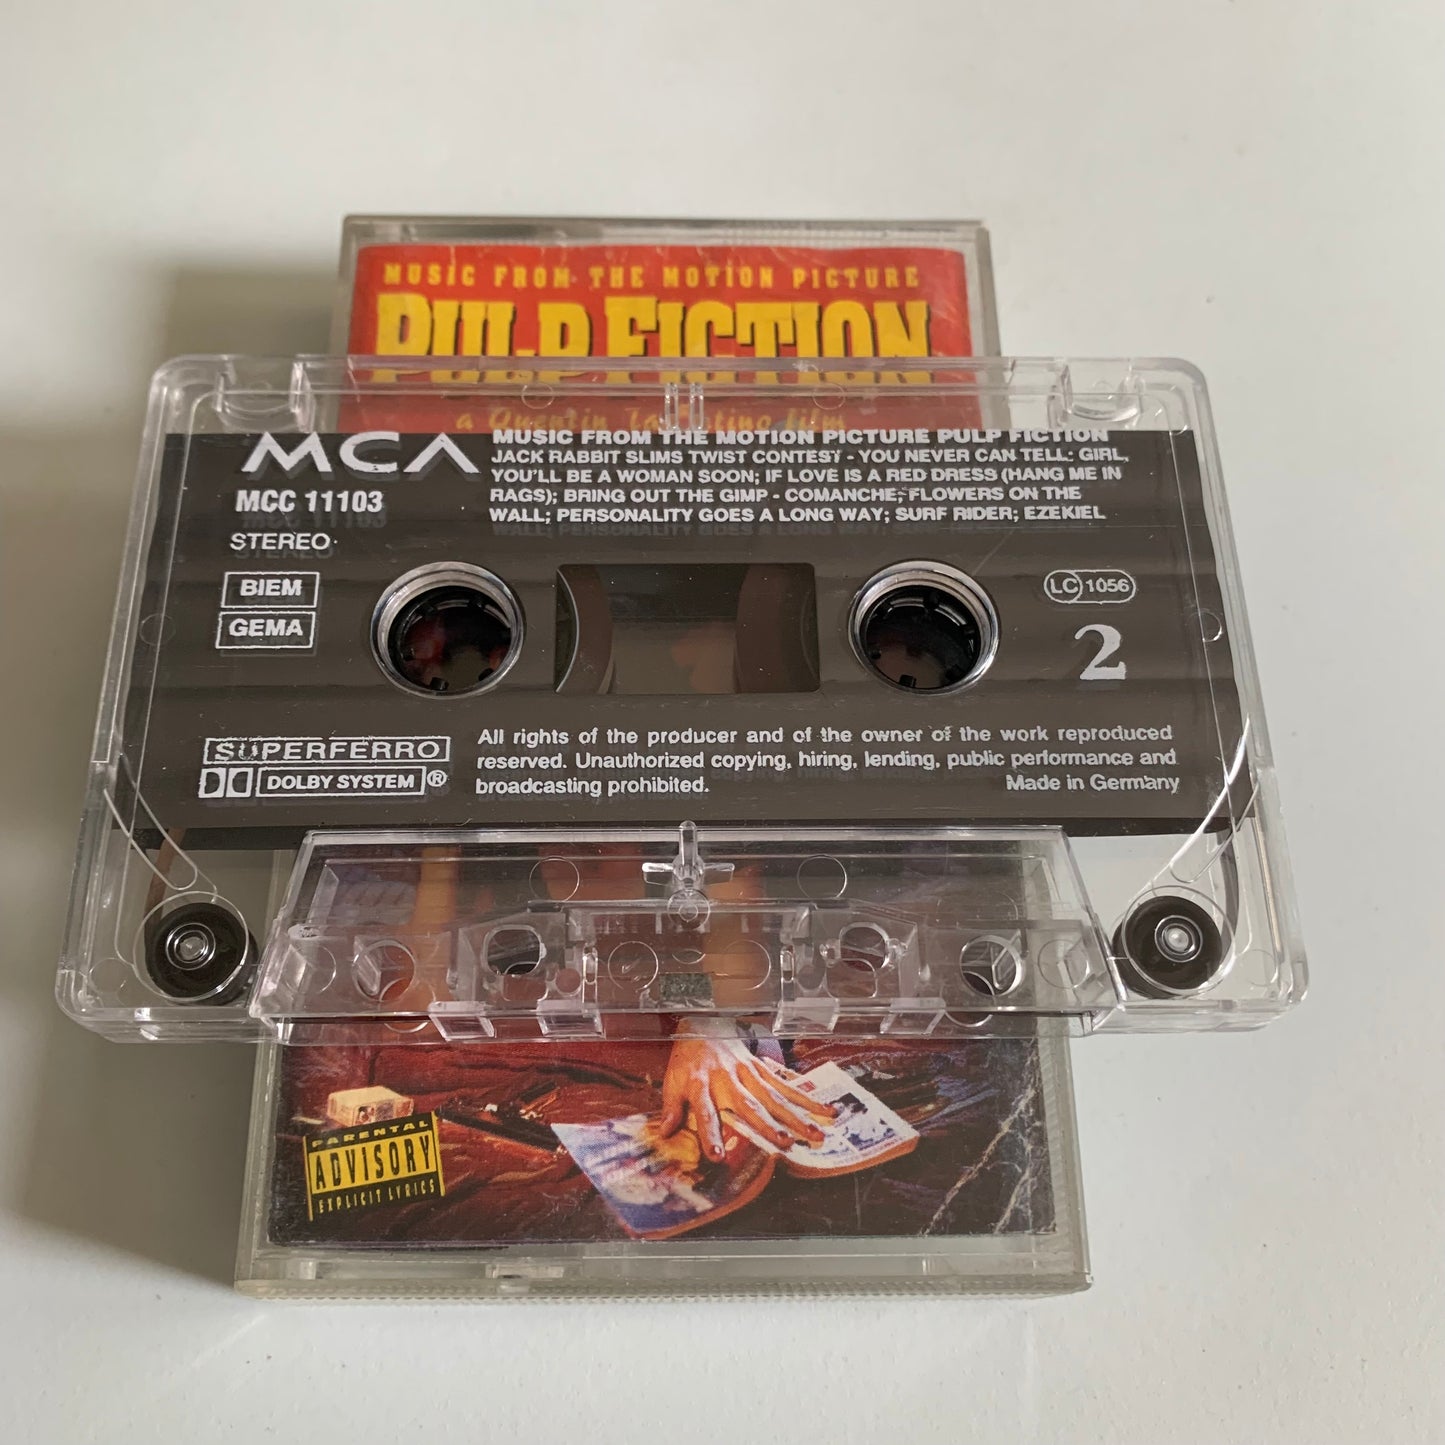 MUSIC FROM THE MOTION PICTURE
PULP FICTION
a Quentin Tarantino film
MCA
MCC 11103
STEREO
BIEM
GEMA
MUSIC FROM THE MOTION PICTURE PULP FICTION
JACK RABBIT SLIMS TWIST CONTEST - YOU NEVER CAN TELL; GIRL,
YOU'LL BE A WOMAN SOON; IF LOVE IS A RED DRESS (HANG ME IN
RAGS); BRING OUT THE GIMP - COMANCHE; FLOWERS ON THE
WALL; PERSONALITY GOES A LONG WAY; SURF RIDER; EZEKIEL
LC 1056
2
SUPERFERRO
DOLBY SYSTEM ®
All rights of the producer and of the owner of the work reproduced
reserved. Unauthorized copying, hiring, lending, public performance and
broadcasting prohibited.
Made in Germany
PARENTAL
ADVISORY
EXPLICIT LYRICS